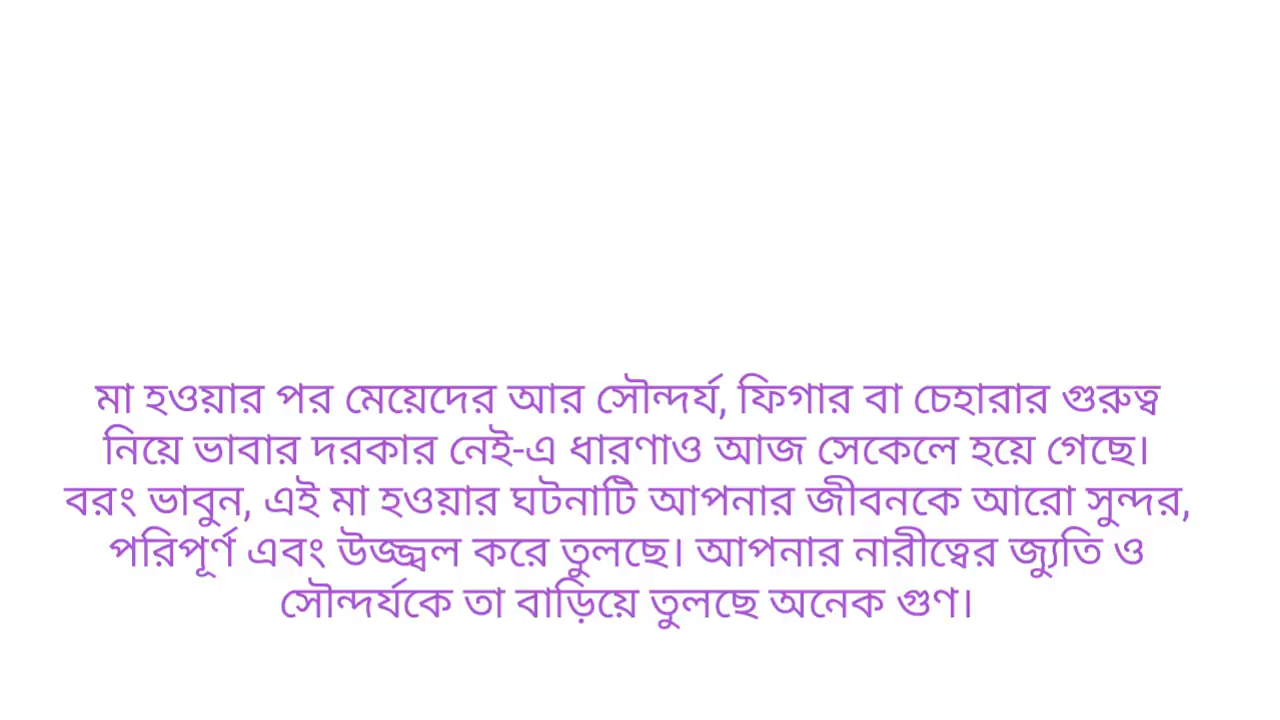 মা হওয়ার পর মেয়েদের আর সৌন্দর্য, ফিগার বা চেহারার গুরুত্ব
নিয়ে ভাবার দরকার নেই-এ ধারণাও আজ সেকেলে হয়ে গেছে।
বরং ভাবুন, এই মা হওয়ার ঘটনাটি আপনার জীবনকে আরো সুন্দর,
পরিপূর্ণ এবং উজ্জ্বল করে তুলছে। আপনার নারীত্বের জ্যুতি ও
সৌন্দর্যকে তা বাড়িয়ে তুলছে অনেক গুণ।